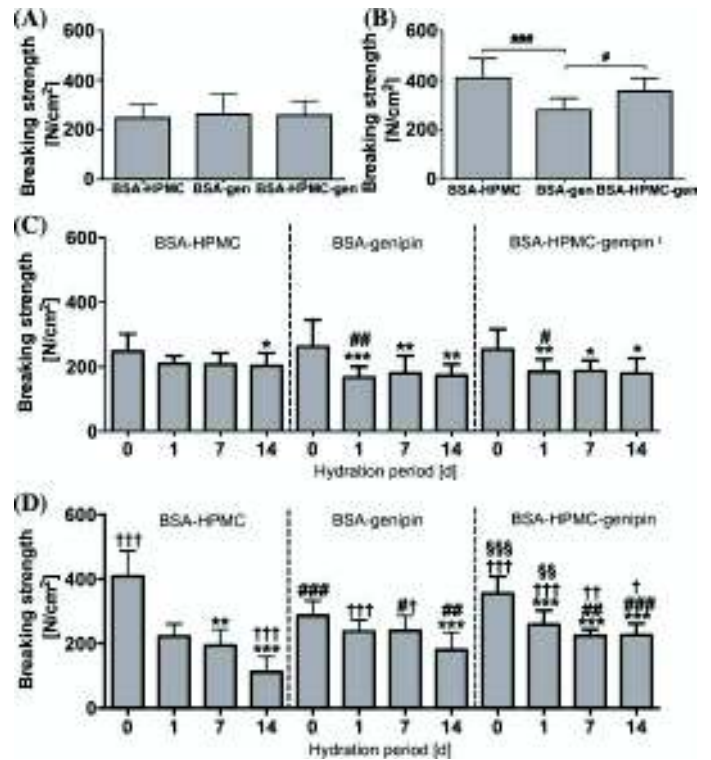 (A)
(B)
Breaking strength
[N/cm²]
600
400
200
0
BSA-HPMC BSA-gen BSA-HPMC-gen
Breaking strength
[N/cm²]
600
400
200
0
###
#
BSA-HPMC BSA-gen BSA-HPMC-gen
(C)
Breaking strength
[N/cm²]
600
400
200
0
BSA-HPMC BSA-genipin BSA-HPMC-genipin
*
##
***
**
**
#
**
*
*
0 1 7 14 0 1 7 14 0 1 7 14
Hydration period [d]
(D)
Breaking strength
[N/cm²]
600
400
200
0
BSA-HPMC BSA-genipin BSA-HPMC-genipin
†††
**
†††
***
###
†††
#†
##
***
§§§
†††
§§
†††
***
††
##
***
†
###
***
0 1 7 14 0 1 7 14 0 1 7 14
Hydration period [d]